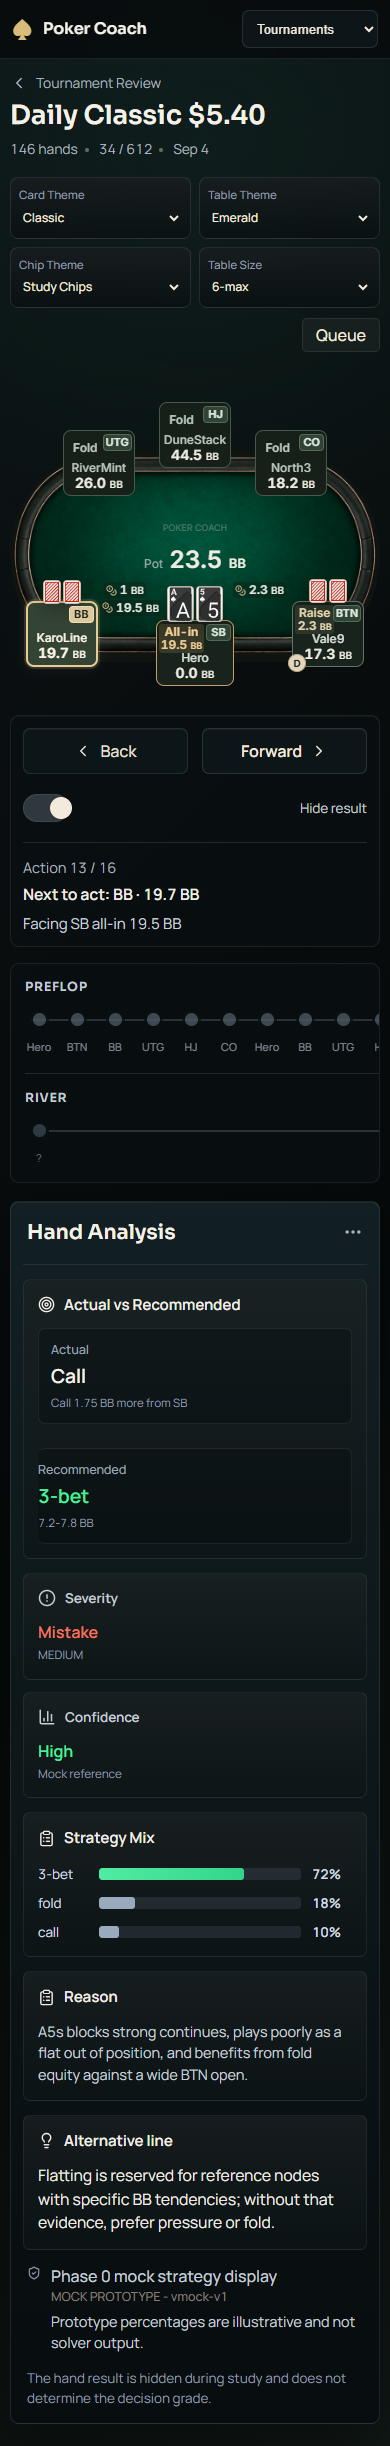 Poker Coach
Tournaments
Tournament Review
Daily Classic $5.40
146 hands • 34 / 612 • Sep 4
Card Theme
Classic
Table Theme
Emerald
Chip Theme
Study Chips
Table Size
6-max
Queue
Fold HJ
DuneStack
44.5 BB
Fold UTG
RiverMint
26.0 BB
Fold CO
North3
18.2 BB
POKER COACH
Pot 23.5 BB
1 BB
19.5 BB
2.3 BB
A
A
5
5
BB
KaroLine
19.7 BB
All-in SB
19.5 BB
Hero
0.0 BB
Raise BTN
2.3 BB
Vale9
17.3 BB
D
Back
Forward
Hide result
Action 13 / 16
Next to act: BB · 19.7 BB
Facing SB all-in 19.5 BB
PREFLOP
Hero BTN BB UTG HJ CO Hero BB UTG
RIVER
?
Hand Analysis
Actual vs Recommended
Actual
Call
Call 1.75 BB more from SB
Recommended
3-bet
7.2-7.8 BB
Severity
Mistake
MEDIUM
Confidence
High
Mock reference
Strategy Mix
3-bet 72%
fold 18%
call 10%
Reason
A5s blocks strong continues, plays poorly as a
flat out of position, and benefits from fold
equity against a wide BTN open.
Alternative line
Flatting is reserved for reference nodes
with specific BB tendencies; without that
evidence, prefer pressure or fold.
Phase 0 mock strategy display
MOCK PROTOTYPE - vmock-v1
Prototype percentages are illustrative and not
solver output.
The hand result is hidden during study and does not
determine the decision grade.